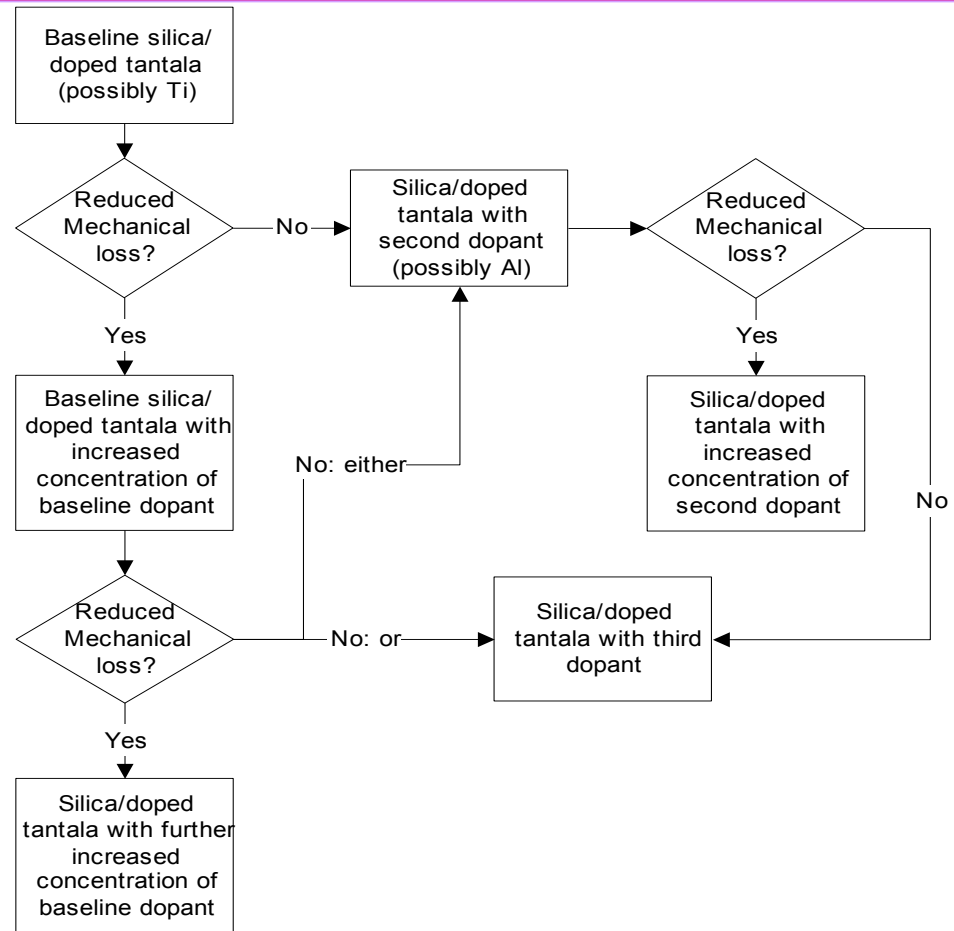 Baseline silica/
doped tantala
(possibly Ti)
Reduced
Mechanical
loss?
No
Silica/doped
tantala with
second dopant
(possibly Al)
Reduced
Mechanical
loss?
Yes
Yes
Baseline silica/
doped tantala with
increased
concentration of
baseline dopant
Silica/doped
tantala with
increased
concentration of
second dopant
No: either
No
Reduced
Mechanical
loss?
No: or
Silica/doped
tantala with third
dopant
Yes
Silica/doped
tantala with further
increased
concentration of
baseline dopant